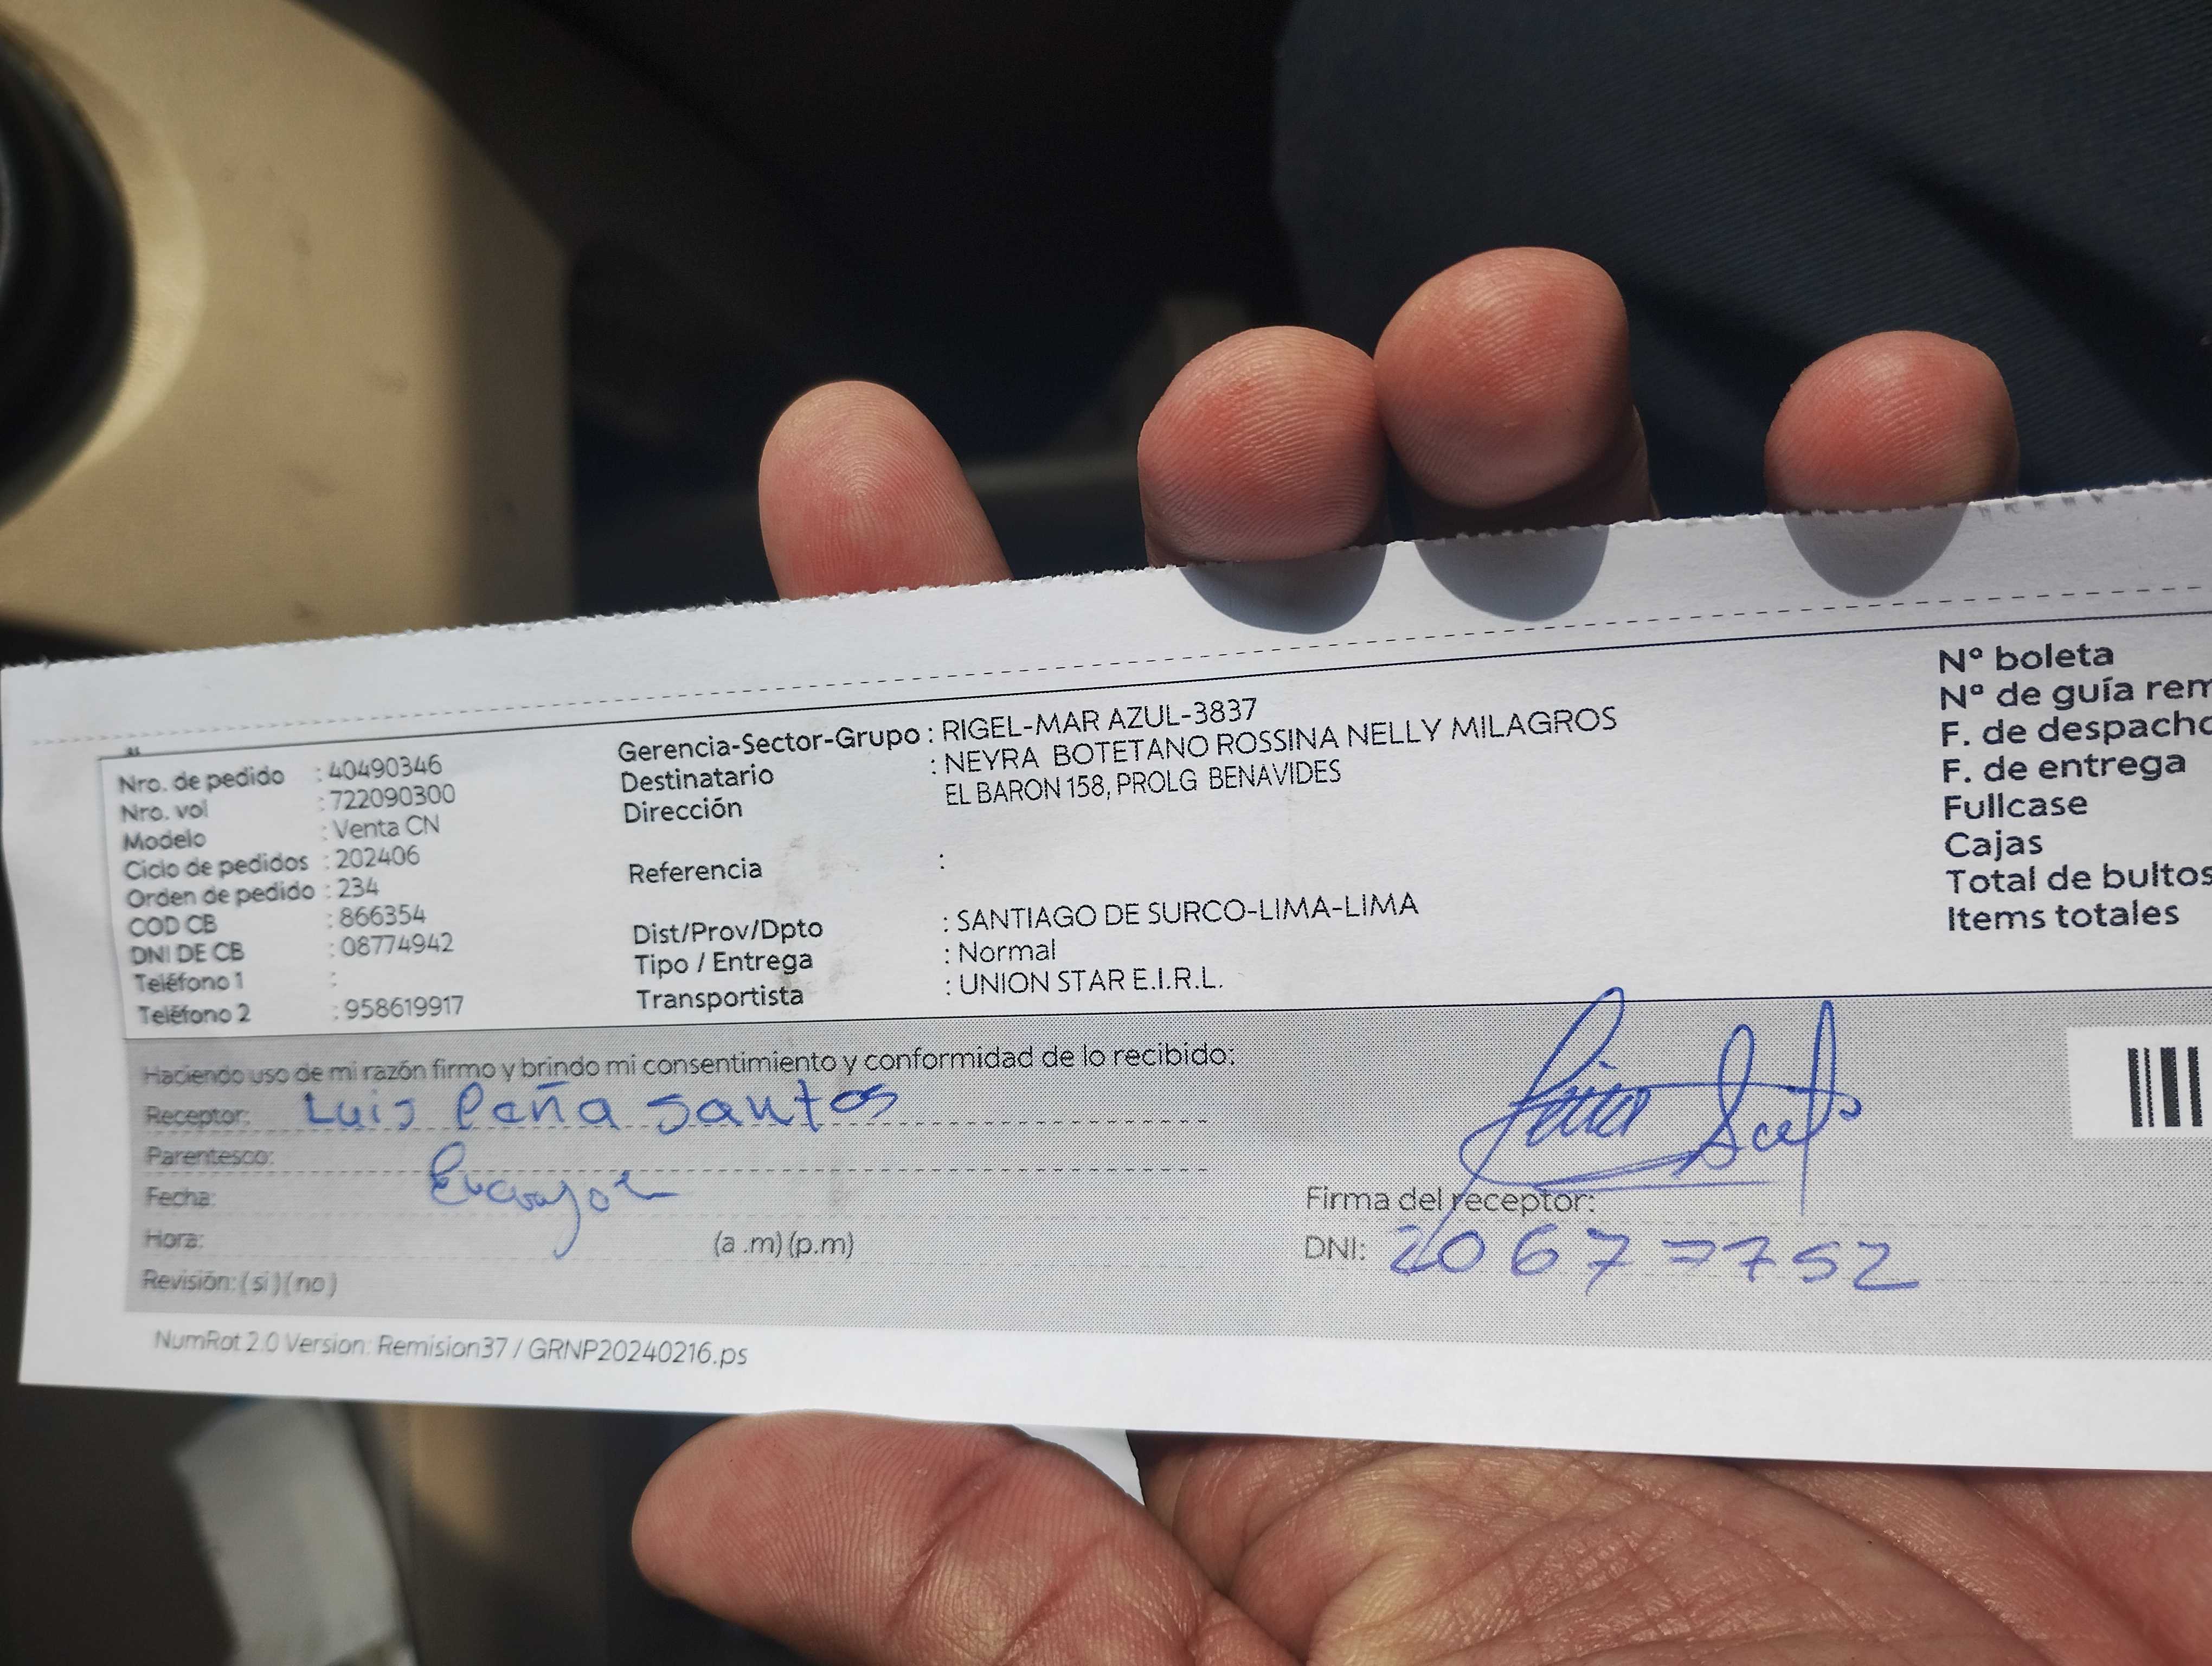 Nro. de pedido : 40490346
Nro. vol : 722090300
Modelo : Venta CN
Ciclo de pedidos : 202406
Orden de pedido : 234
COD CB : 866354
DNI DE CB : 08774942
Teléfono 1 :
Teléfono 2 : 958619917
Gerencia-Sector-Grupo : RIGEL-MAR AZUL-3837
Destinatario : NEYRA BOTETANO ROSSINA NELLY MILAGROS
Dirección EL BARON 158, PROLG BENAVIDES
Referencia :
Dist/Prov/Dpto : SANTIAGO DE SURCO-LIMA-LIMA
Tipo / Entrega : Normal
Transportista : UNION STAR E.I.R.L.
N° boleta
N° de guía rem
F. de despacho
F. de entrega
Fullcase
Cajas
Total de bultos
Items totales
Haciendo uso de mi razón firmo y brindo mi consentimiento y conformidad de lo recibido:
Receptor: Luis Peña Santos
Parentesco:
Fecha:
Hora: (a .m) (p.m)
Revisión: ( si ) ( no )
Firma del receptor:
DNI: 20677752
NumRot 2.0 Version: Remision37 / GRNP20240216.ps